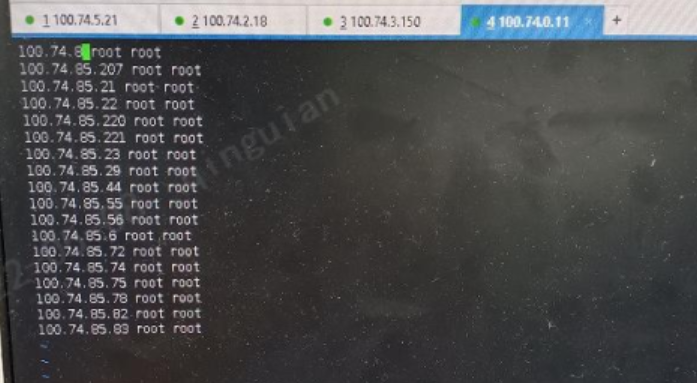 1 100.74.5.21
2 100.74.2.18
3 100.74.3.150
4 100.74.0.11 × +
100.74.8 root root
100.74.85.207 root root
100.74.85.21 root root
100.74.85.22 root root
100.74.85.220 root root
100.74.85.221 root root
100.74.85.23 root root
100.74.85.29 root root
100.74.85.44 root root
100.74.85.55 root root
100.74.85.56 root root
100.74.85.6 root root
100.74.85.72 root root
100.74.85.74 root root
100.74.85.75 root root
100.74.85.78 root root
100.74.85.82 root root
100.74.85.83 root root
~
~
~